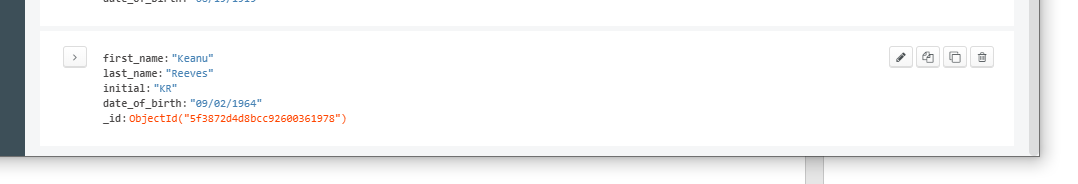 first_name: "Keanu"
last_name: "Reeves"
initial: "KR"
date_of_birth: "09/02/1964"
_id: ObjectId("5f3872d4d8bcc92600361978")